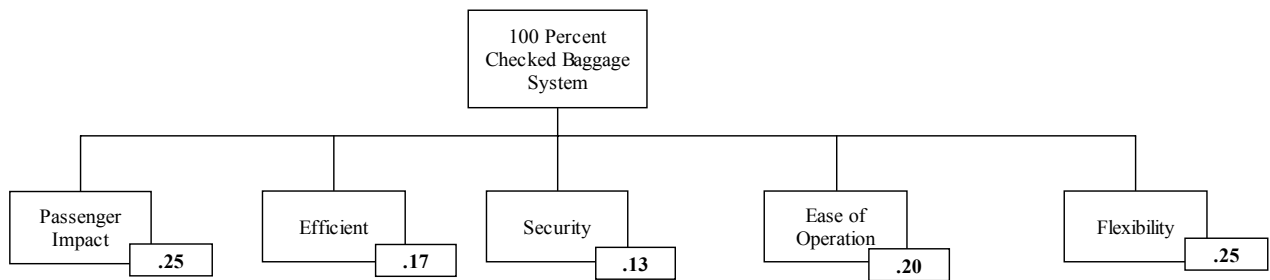 100 Percent
Checked Baggage
System
Passenger
Impact
.25
Efficient
.17
Security
.13
Ease of
Operation
.20
Flexibility
.25